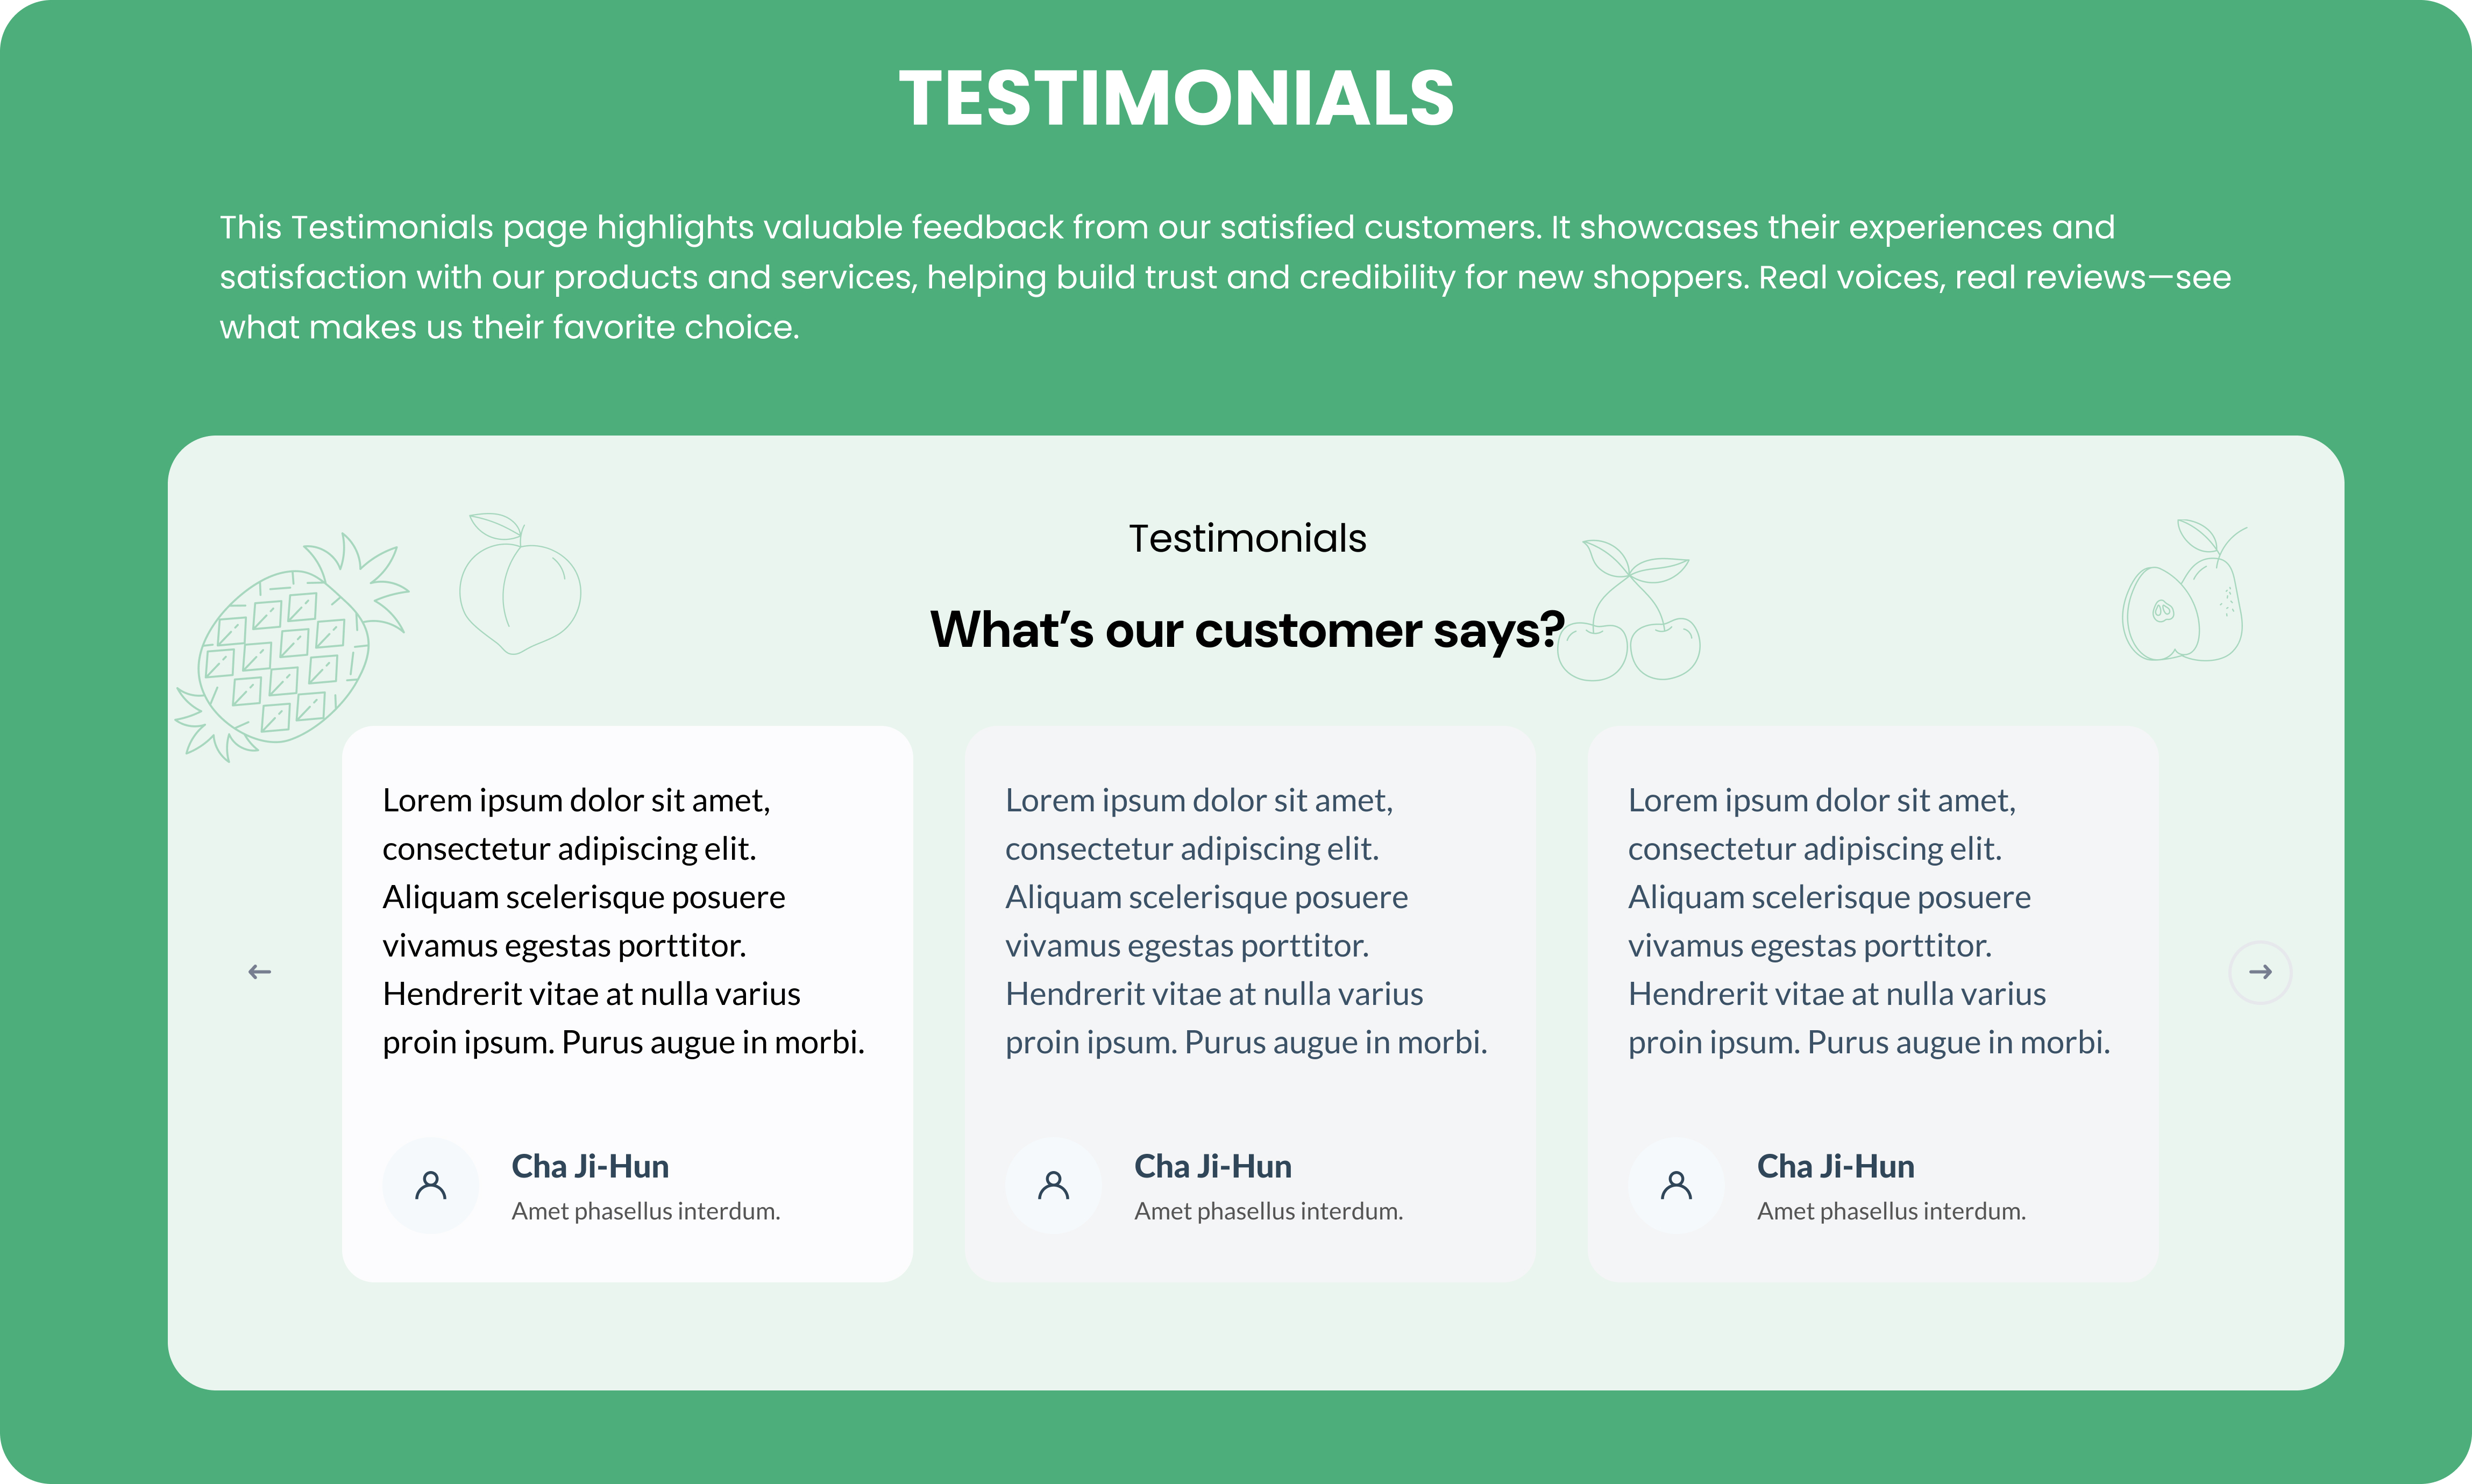 TESTIMONIALS
This Testimonials page highlights valuable feedback from our satisfied customers. It showcases their experiences and
satisfaction with our products and services, helping build trust and credibility for new shoppers. Real voices, real reviews—see
what makes us their favorite choice.
Testimonials
What’s our customer says?
Lorem ipsum dolor sit amet,
consectetur adipiscing elit.
Aliquam scelerisque posuere
vivamus egestas porttitor.
Hendrerit vitae at nulla varius
proin ipsum. Purus augue in morbi.
Cha Ji-Hun
Amet phasellus interdum.
Lorem ipsum dolor sit amet,
consectetur adipiscing elit.
Aliquam scelerisque posuere
vivamus egestas porttitor.
Hendrerit vitae at nulla varius
proin ipsum. Purus augue in morbi.
Cha Ji-Hun
Amet phasellus interdum.
Lorem ipsum dolor sit amet,
consectetur adipiscing elit.
Aliquam scelerisque posuere
vivamus egestas porttitor.
Hendrerit vitae at nulla varius
proin ipsum. Purus augue in morbi.
Cha Ji-Hun
Amet phasellus interdum.